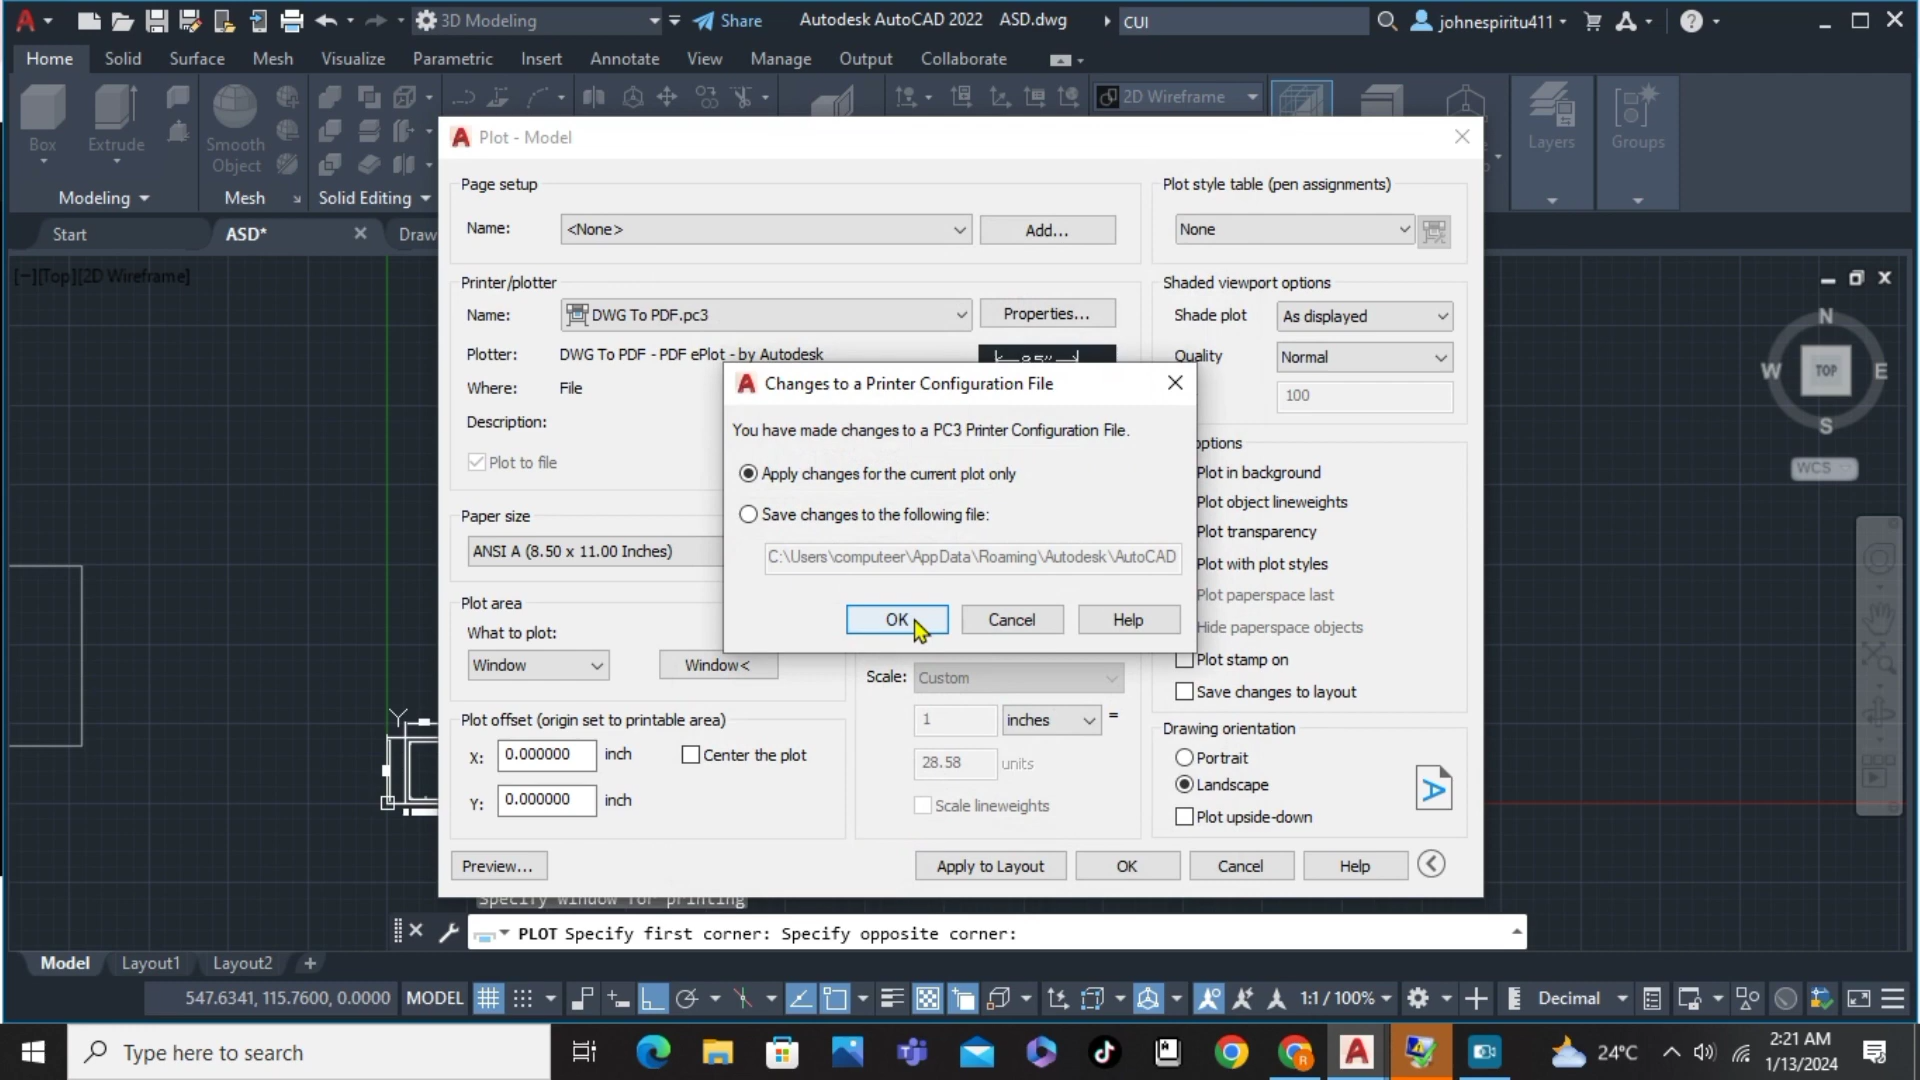 3D Modeling
Share
Autodesk AutoCAD 2022 ASD.dwg
CUI
johnespiritu411
Home Solid Surface Mesh Visualize Parametric Insert Annotate View Manage Output Collaborate
2D Wireframe
Box
Extrude
Smooth
Object
Layers
Groups
Modeling
Mesh
Solid Editing
Start
ASD*
Draw
[−][Top][2D Wireframe]
Plot - Model
Page setup
Name:
<None>
Add...
Plot style table (pen assignments)
None
Printer/plotter
Name:
DWG To PDF.pc3
Properties...
Plotter:
DWG To PDF - PDF ePlot - by Autodesk
Where:
File
Description:
Plot to file
Shaded viewport options
Shade plot
As displayed
Quality
Normal
100
Changes to a Printer Configuration File
You have made changes to a PC3 Printer Configuration File.
Apply changes for the current plot only
Save changes to the following file:
C:\Users\computeer\AppData\Roaming\Autodesk\AutoCAD
OK
Cancel
Help
options
Plot in background
Plot object lineweights
Plot transparency
Plot with plot styles
Plot paperspace last
Hide paperspace objects
Plot stamp on
Save changes to layout
Paper size
ANSI A (8.50 x 11.00 Inches)
Plot area
What to plot:
Window
Window<
Scale:
Custom
1
inches
=
28.58
units
Scale lineweights
Plot offset (origin set to printable area)
X:
0.000000
inch
Center the plot
Y:
0.000000
inch
Drawing orientation
Portrait
Landscape
Plot upside-down
Preview...
Apply to Layout
OK
Cancel
Help
N
W
TOP
E
S
WCS
Y
Specify window for printing
PLOT Specify first corner: Specify opposite corner:
Model
Layout1
Layout2
547.6341, 115.7600, 0.0000
MODEL
1:1 / 100%
Decimal
Type here to search
24°C
2:21 AM
1/13/2024